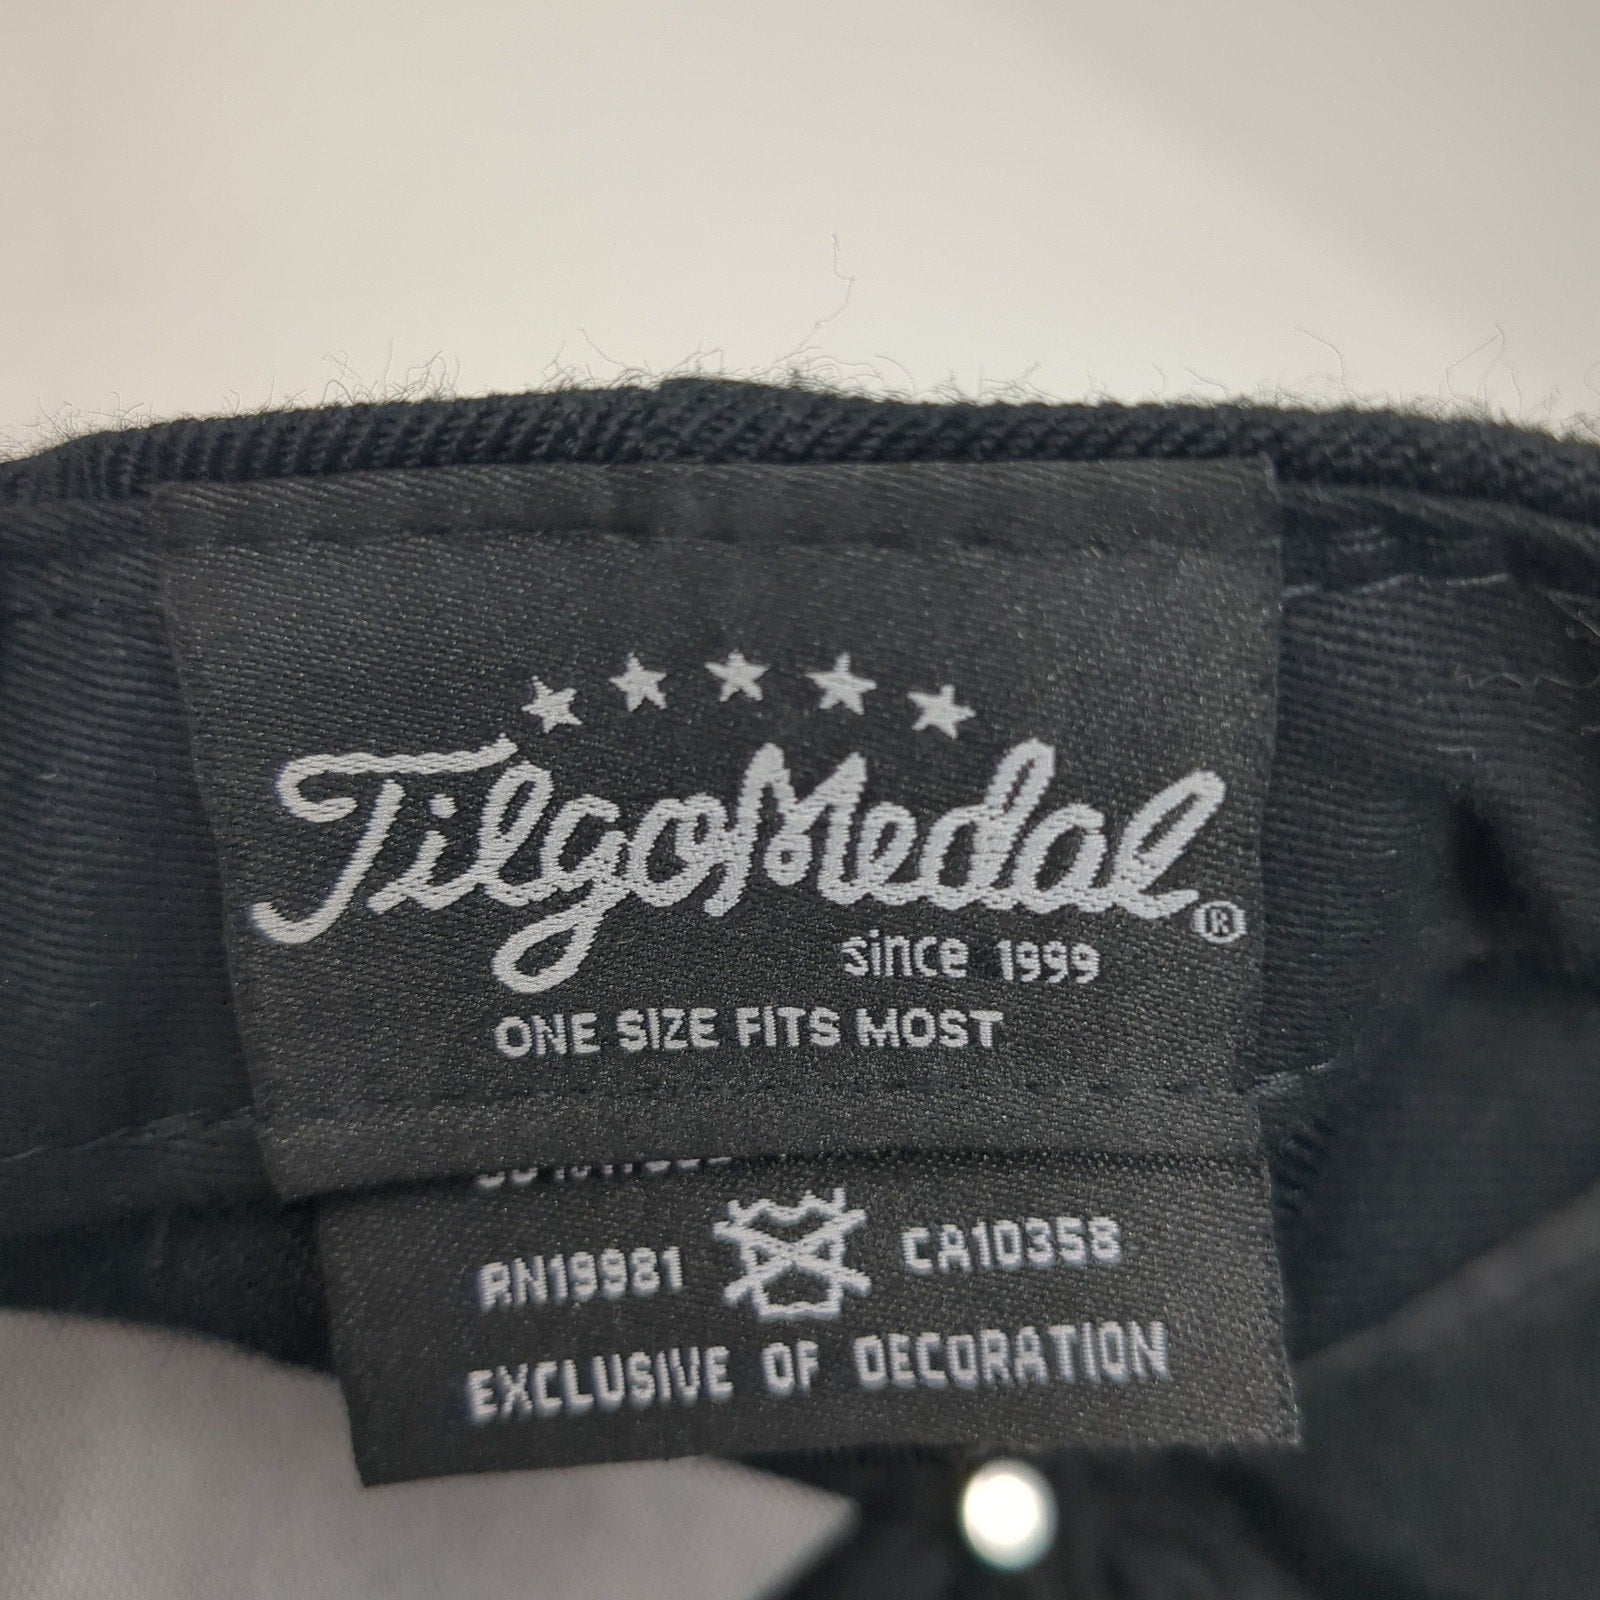 TilgoMedal®
since 1999
ONE SIZE FITS MOST
RN19981 CA10358
EXCLUSIVE OF DECORATION